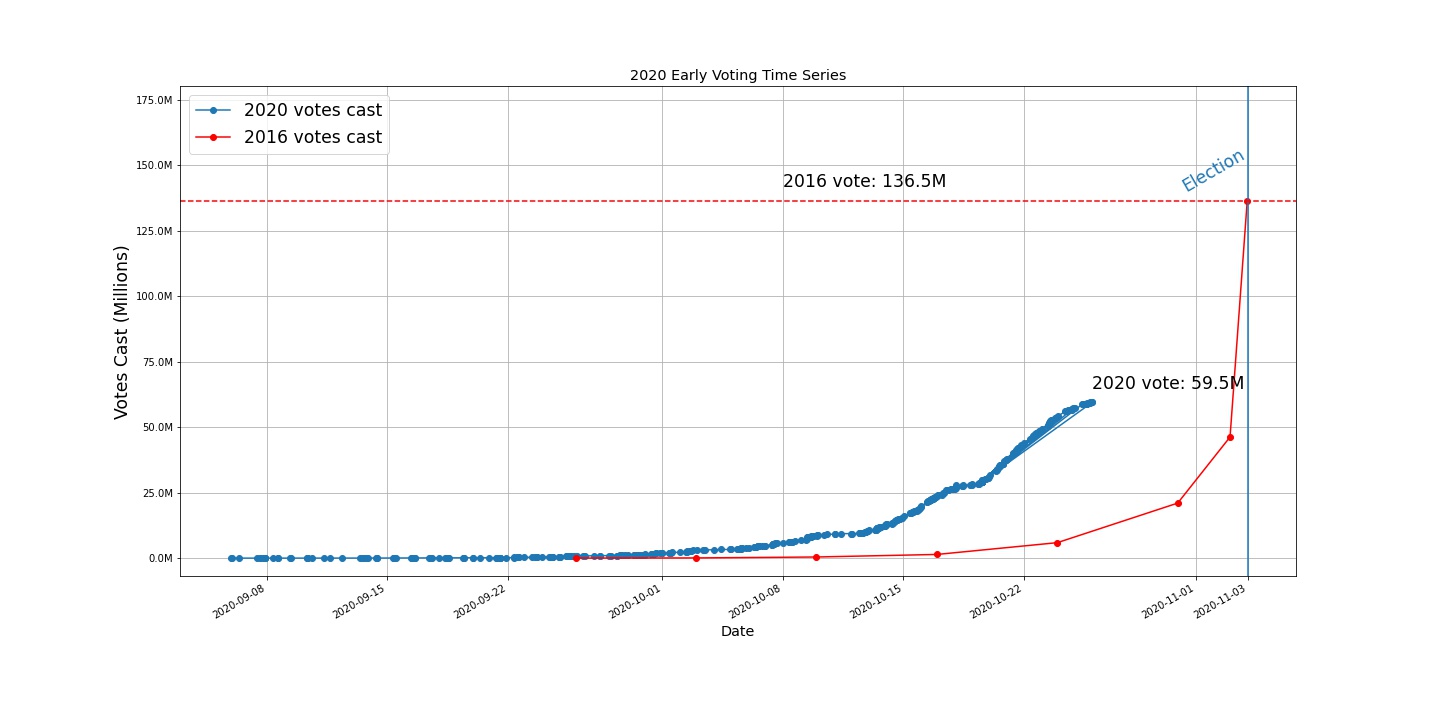 2020 Early Voting Time Series
175.0M
150.0M
125.0M
100.0M
75.0M
50.0M
25.0M
0.0M
Votes Cast (Millions)
2020 votes cast
2016 votes cast
2016 vote: 136.5M
Election
2020 vote: 59.5M
2020-09-08
2020-09-15
2020-09-22
2020-10-01
2020-10-08
2020-10-15
2020-10-22
2020-11-01
2020-11-03
Date